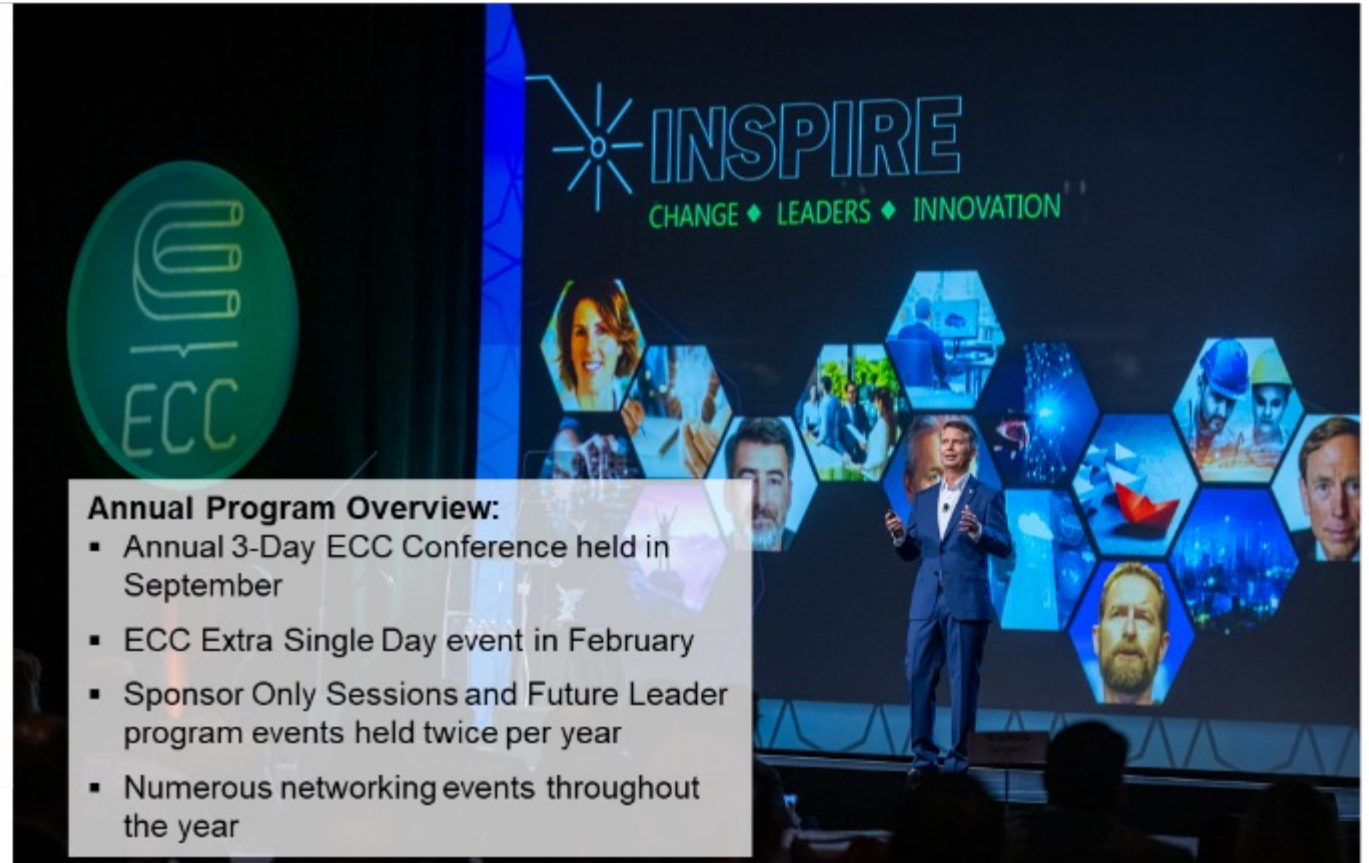 INSPIRE
CHANGE ◆ LEADERS ◆ INNOVATION
ECC
Annual Program Overview:
▪ Annual 3-Day ECC Conference held in
September
▪ ECC Extra Single Day event in February
▪ Sponsor Only Sessions and Future Leader
program events held twice per year
▪ Numerous networking events throughout
the year